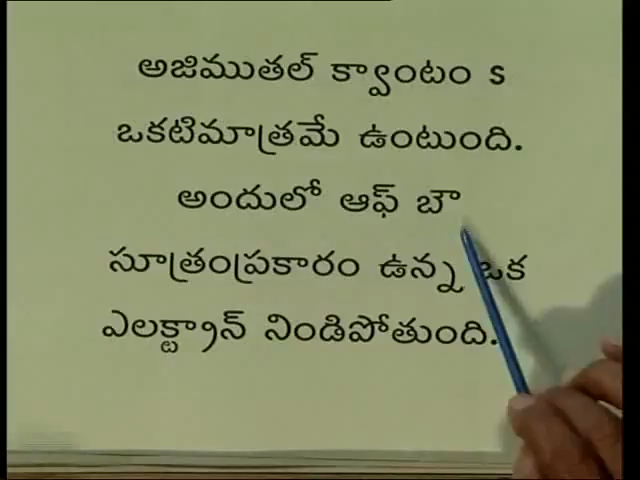 అజిముతల్ క్వాంటం s
ఒకటిమాత్రమే ఉంటుంది.
అందులో ఆఫ్ బౌ
సూత్రంప్రకారం ఉన్న ఒక
ఎలక్ట్రాన్ నిండిపోతుంది.